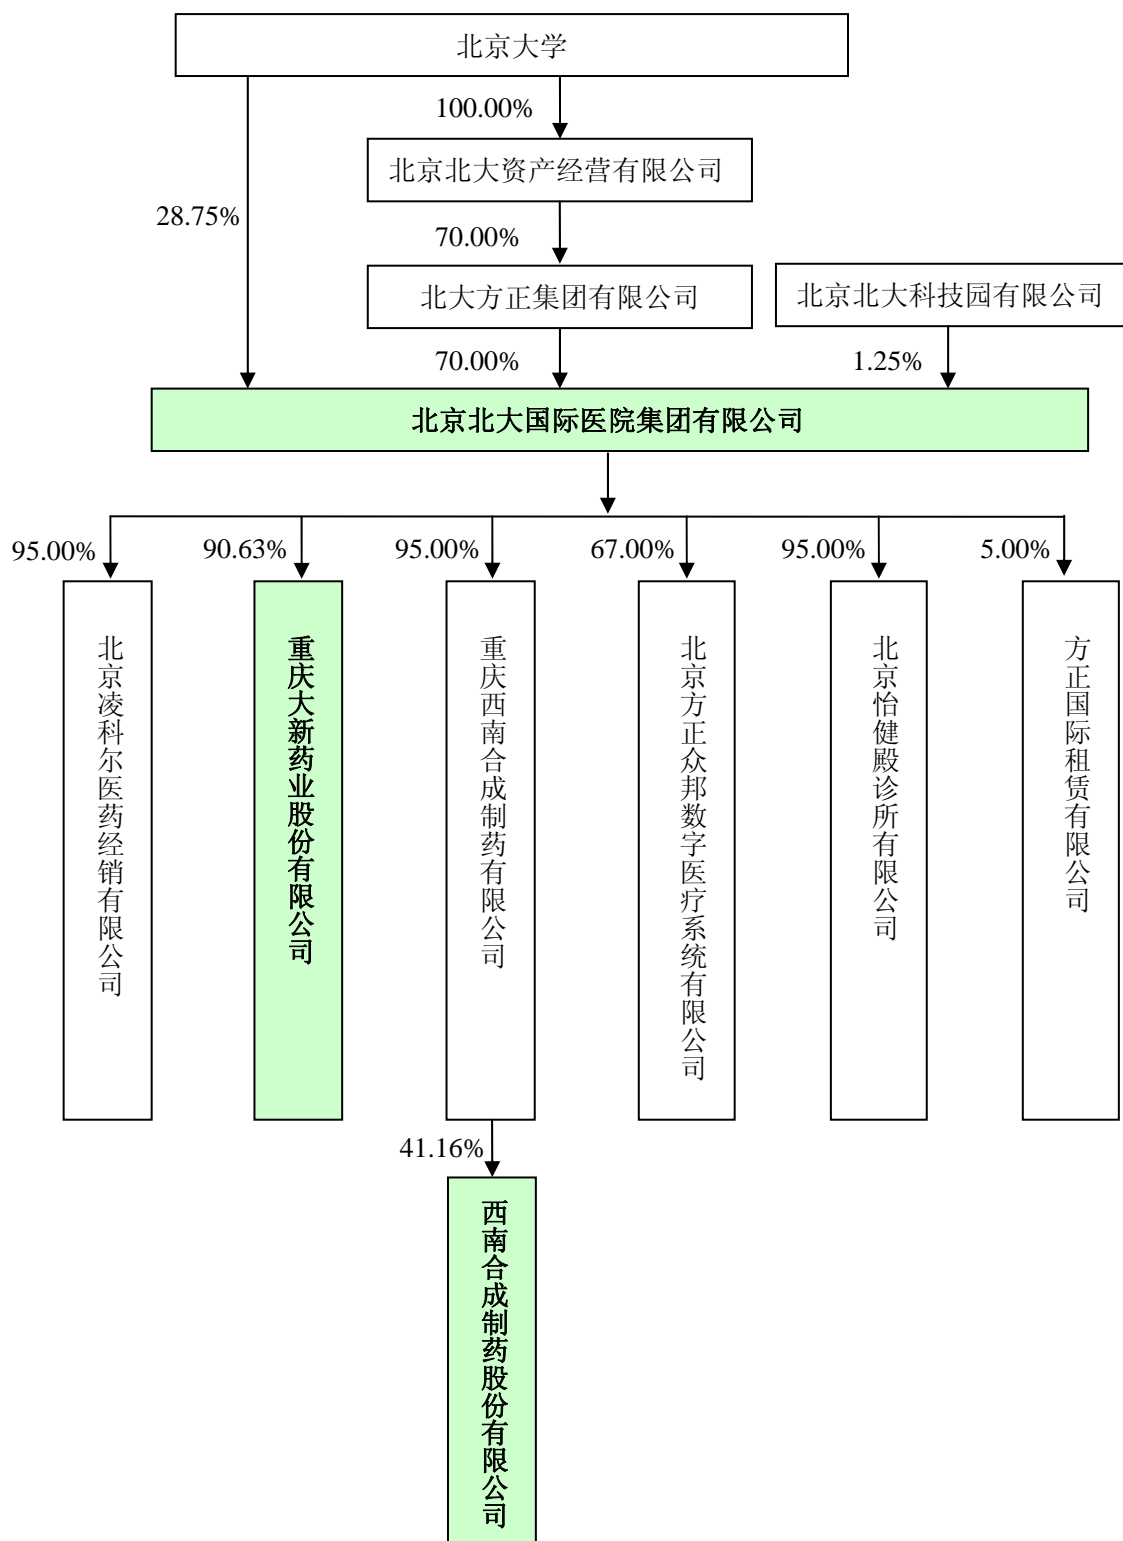 北京大学
100.00%
北京北大资产经营有限公司
28.75%
70.00%
北大方正集团有限公司
北京北大科技园有限公司
70.00%
1.25%
北京北大国际医院集团有限公司
95.00%
90.63%
95.00%
67.00%
95.00%
5.00%
北京凌科尔医药经销有限公司
重庆大新药业股份有限公司
重庆西南合成制药有限公司
北京方正众邦数字医疗系统有限公司
北京怡健殿诊所有限公司
方正国际租赁有限公司
41.16%
西南合成制药股份有限公司